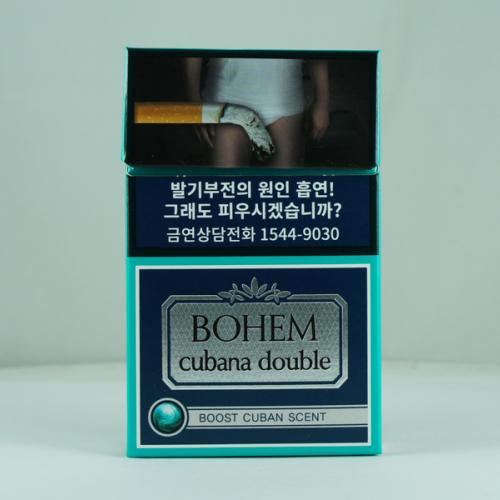 발기부전의 원인 흡연!
그래도 피우시겠습니까?
금연상담전화 1544-9030
BOHEM
cubana double
BOOST CUBAN SCENT